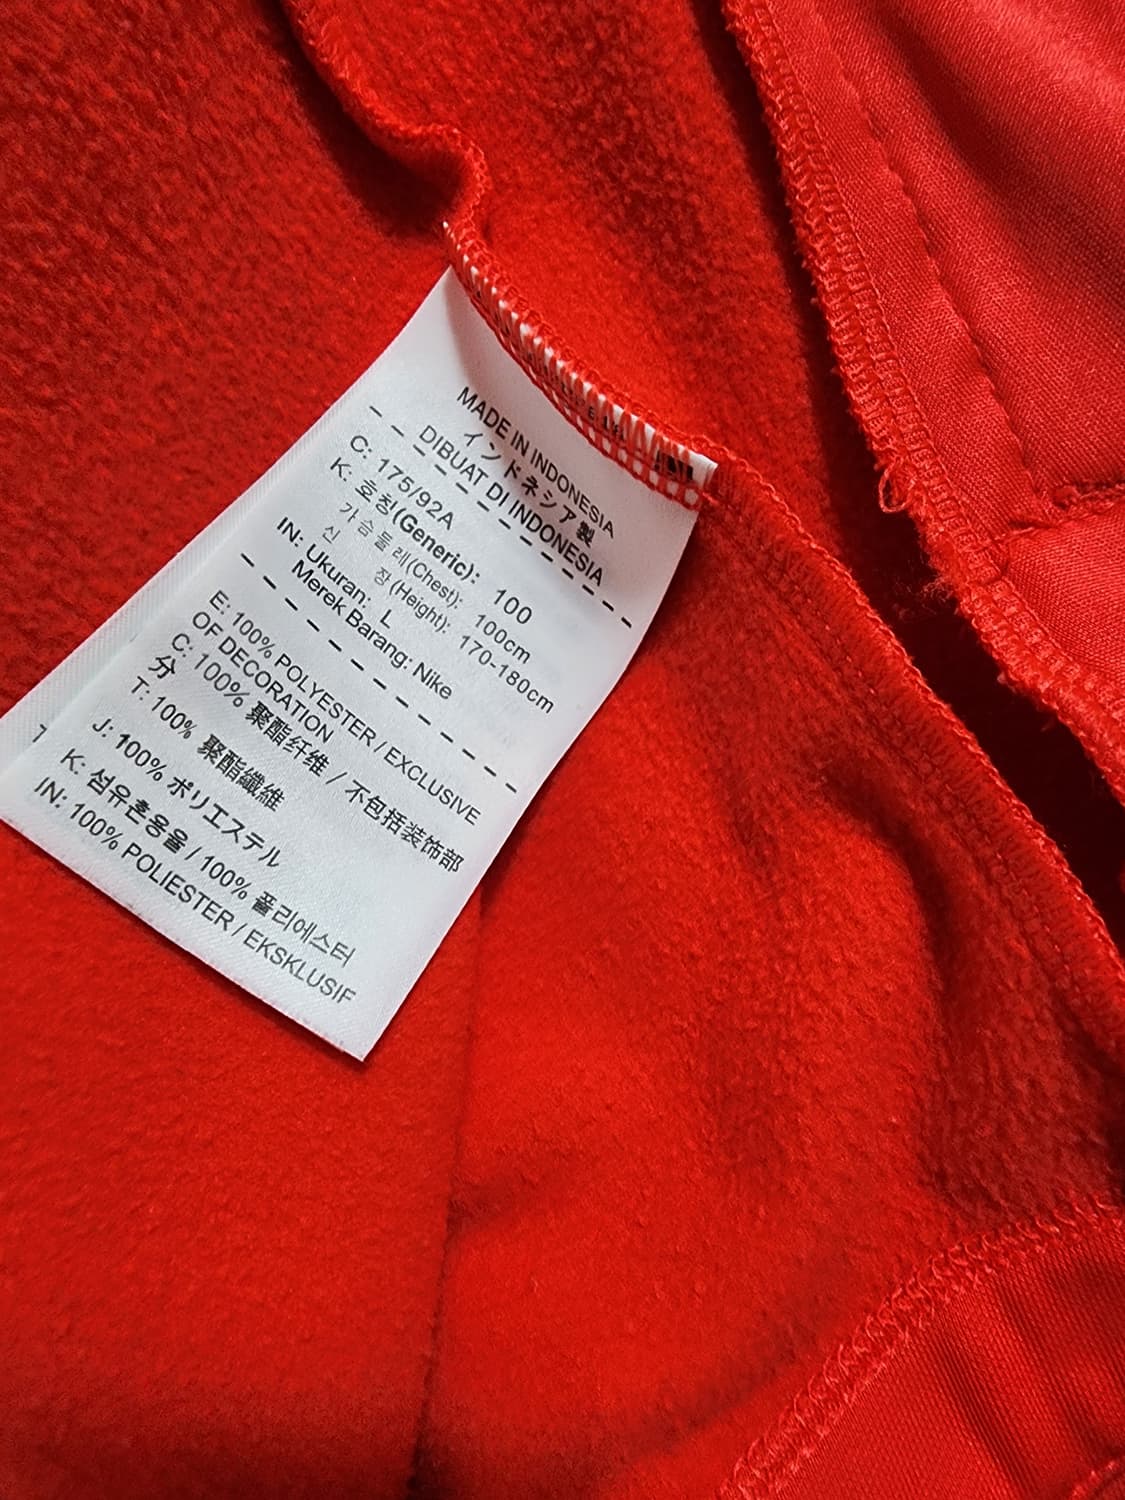 MADE IN INDONESIA
インドネシア製
DIBUAT DI INDONESIA
C: 175/92A
K: 호칭(Generic): 100
가슴둘레(Chest): 100cm
신 장(Height): 170-180cm
IN: Ukuran: L
Merek Barang: Nike
E: 100% POLYESTER / EXCLUSIVE
OF DECORATION
C: 100% 聚酯纤维 / 不包括装饰部
分
T: 100% 聚酯纖維
J: 100% ポリエステル
K: 섬유혼용율 / 100% 폴리에스터
IN: 100% POLIESTER / EKSKLUSIF